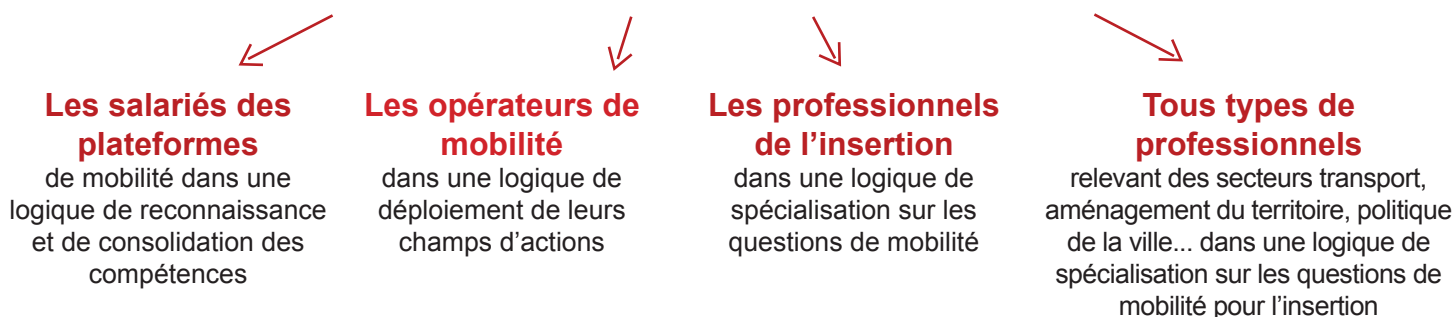 Les salariés des
plateformes
de mobilité dans une
logique de reconnaissance
et de consolidation des
compétences
Les opérateurs de
mobilité
dans une logique de
déploiement de leurs
champs d’actions
Les professionnels
de l’insertion
dans une logique de
spécialisation sur les
questions de mobilité
Tous types de
professionnels
relevant des secteurs transport,
aménagement du territoire, politique
de la ville... dans une logique de
spécialisation sur les questions de
mobilité pour l’insertion